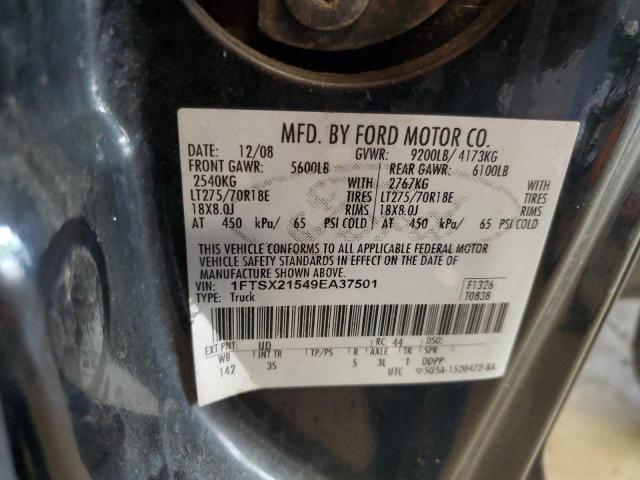 MFD. BY FORD MOTOR CO.
DATE: 12/08 GVWR: 9200LB/ 4173KG
FRONT GAWR: 5600LB REAR GAWR: 6100LB
2540KG WITH 2767KG WITH
LT275/70R18E TIRES LT275/70R18E TIRES
18X8.0J RIMS 18X8.0J RIMS
AT 450 kPa/ 65 PSI COLD AT 450 kPa/ 65 PSI COLD
THIS VEHICLE CONFORMS TO ALL APPLICABLE FEDERAL MOTOR
VEHICLE SAFETY STANDARDS IN EFFECT ON THE DATE OF
MANUFACTURE SHOWN ABOVE.
VIN: 1FTSX21549EA37501 F1326
TYPE: Truck T0838
EXT PNT: UD RC: 44 DSO:
WB INT TR TP/PS R AXLE TR SPR
142 3S 5 3L T DDPP
UTC 5U5A-1520472-BA